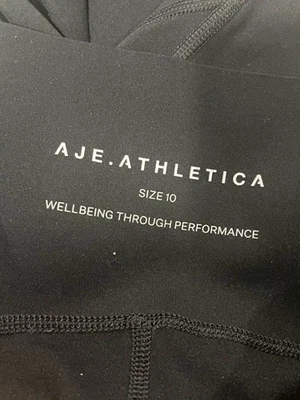 AJE.ATHLETICA
SIZE 10
WELLBEING THROUGH PERFORMANCE